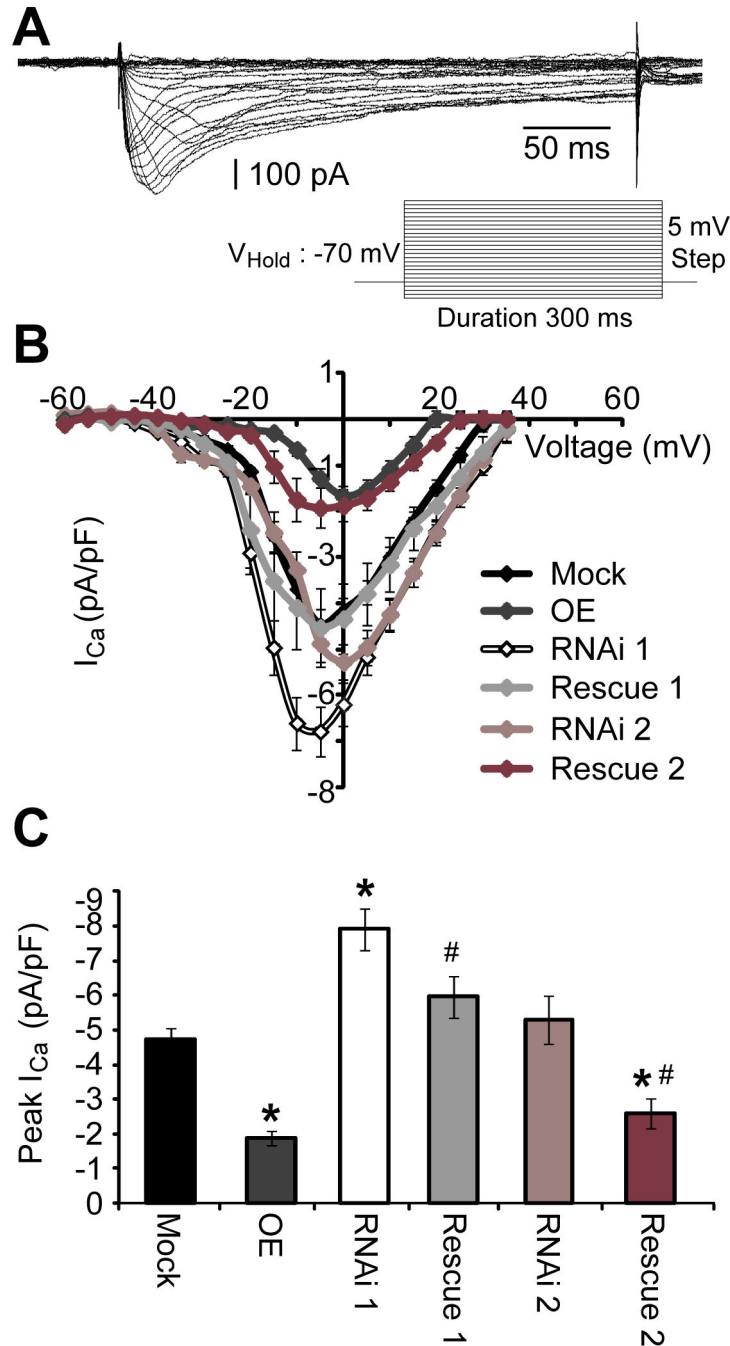 A
50 ms
100 pA
5 mV
V Hold : -70 mV
Step
Duration 300 ms
B
1
-60 -40 -20 20 40 60
Voltage (mV)
1
-3
-6
-8
I Ca (pA/pF)
Mock
OE
RNAi 1
Rescue 1
RNAi 2
Rescue 2
C
-9
-8
-7
-6
-5
-4
-3
-2
-1
0
Peak I Ca (pA/pF)
*
*
#
* #
Mock
OE
RNAi 1
Rescue 1
RNAi 2
Rescue 2